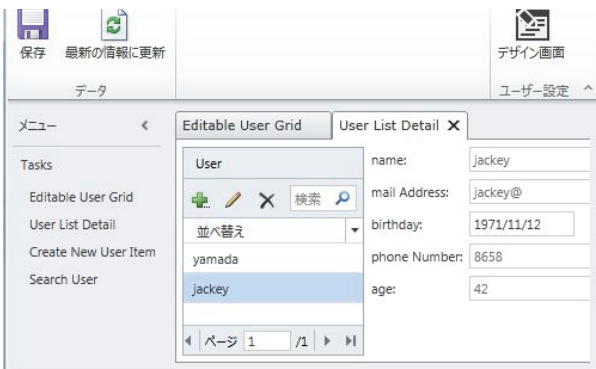 保存 最新の情報に更新 デザイン画面
データ ユーザー設定
メニュー
Editable User Grid User List Detail
Tasks
Editable User Grid
User List Detail
Create New User Item
Search User
User
検索
並べ替え
yamada
jackey
ページ 1 /1
name: jackey
mail Address: jackey@
birthday: 1971/11/12
phone Number: 8658
age: 42